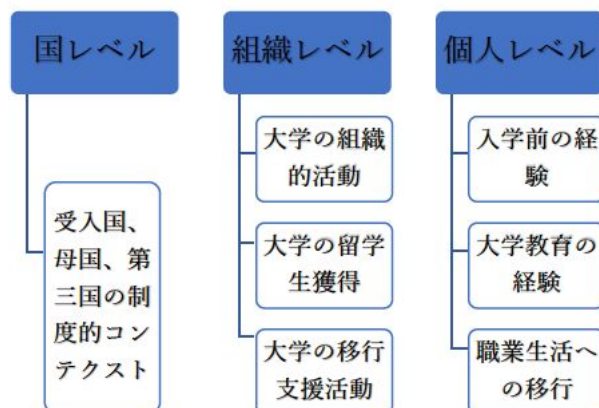 国レベル
受入国、
母国、第
三国の制
度的コン
テクスト
組織レベル
大学の組織
的活動
大学の留学
生獲得
大学の移行
支援活動
個人レベル
入学前の経
験
大学教育の
経験
職業生活へ
の移行